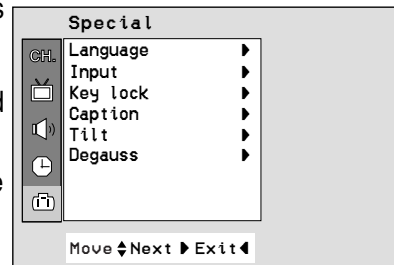 Special
CH.
Language
Input
Key lock
Caption
Tilt
Degauss
Move Next Exit